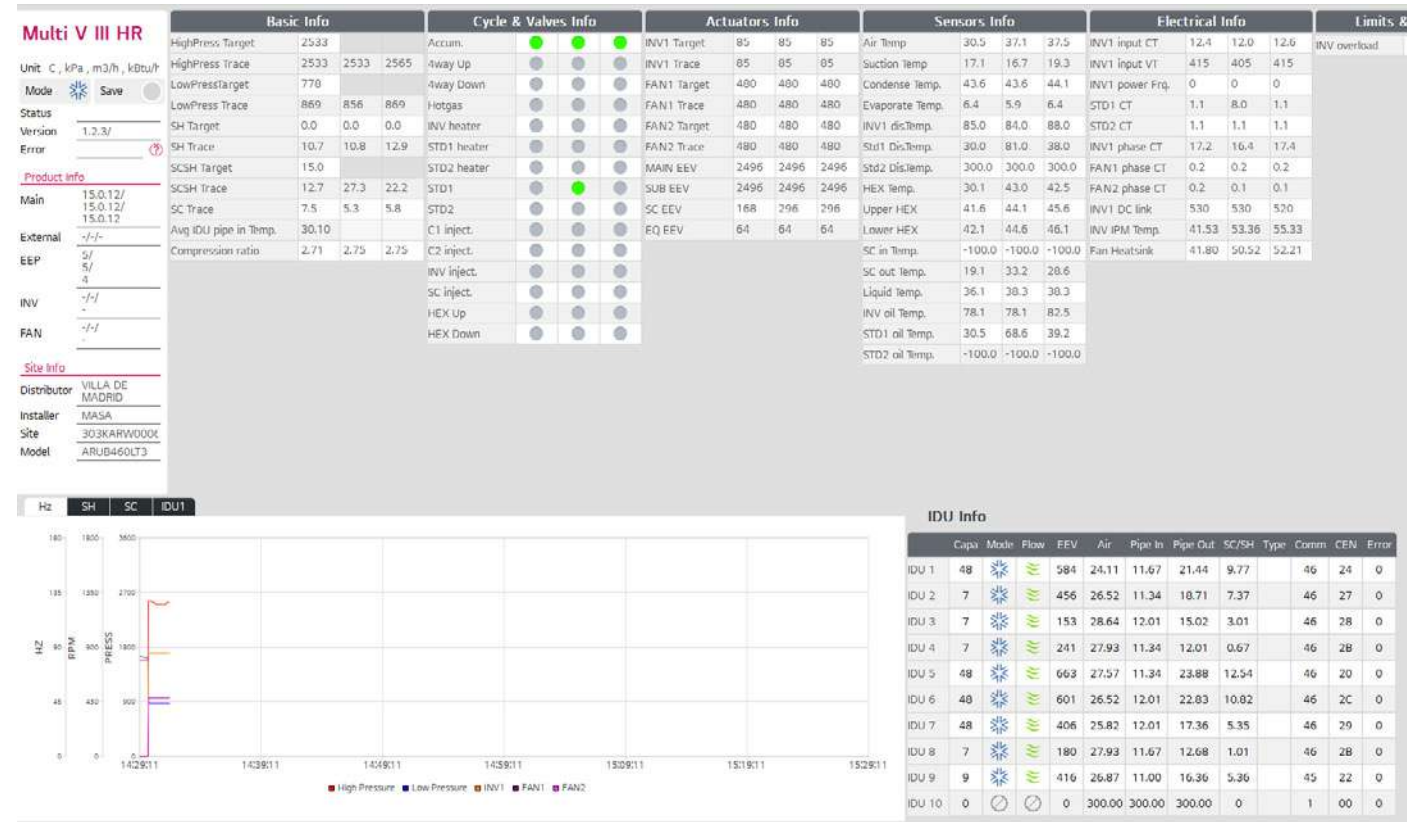 Multi V III HR
Unit C , kPa , m3/h , kBtu/h
Mode Save
Status
Version 1.2.3/
Error
Product Info
Main 15.0.12/
15.0.12/
15.0.12
External -/-/-
EEP 5/
5/
4
INV -/-/
-
FAN -/-/
-
Site Info
Distributor VILLA DE
MADRID
Installer MASA
Site 303KARW0006
Model ARUB460LT3
Basic Info
HighPress Target 2533
HighPress Trace 2533 2533 2565
LowPressTarget 778
LowPress Trace 869 856 869
SH Target 0.0 0.0 0.0
SH Trace 10.7 10.8 12.9
SCSH Target 15.0
SCSH Trace 12.7 27.3 22.2
SC Trace 7.5 5.3 5.8
Avg IDU pipe in Temp. 30.10
Compression ratio 2.71 2.75 2.75
Cycle & Valves Info
Accum.
4way Up
4way Down
Hotgas
INV heater
STD1 heater
STD2 heater
STD1
STD2
C1 inject.
C2 inject.
INV inject.
SC inject.
HEX Up
HEX Down
Actuators Info
INV1 Target 85 85 85
INV1 Trace 85 85 85
FAN1 Target 480 480 480
FAN1 Trace 480 480 480
FAN2 Target 480 480 480
FAN2 Trace 480 480 480
MAIN EEV 2496 2496 2496
SUB EEV 2496 2496 2496
SC EEV 168 296 296
EQ EEV 64 64 64
Sensors Info
Air Temp 30.5 37.1 37.5
Suction Temp 17.1 16.7 19.3
Condense Temp. 43.6 43.6 44.1
Evaporate Temp. 6.4 5.9 6.4
INV1 dis.Temp. 85.0 84.0 88.0
Std1 Dis.Temp. 30.0 81.0 38.0
Std2 Dis.Temp. 300.0 300.0 300.0
HEX Temp. 30.1 43.0 42.5
Upper HEX 41.6 44.1 45.6
Lower HEX 42.1 44.6 46.1
SC in Temp. -100.0 -100.0 -100.0
SC out Temp. 19.1 33.2 28.6
Liquid Temp. 36.1 38.3 38.3
INV oil Temp. 78.1 78.1 82.5
STD1 oil Temp. 30.5 68.6 39.2
STD2 oil Temp. -100.0 -100.0 -100.0
Electrical Info
INV1 input CT 12.4 12.0 12.6
INV1 input VT 415 405 415
INV1 power Frq. 0 0 0
STD1 CT 1.1 8.0 1.1
STD2 CT 1.1 1.1 1.1
INV1 phase CT 17.2 16.4 17.4
FAN1 phase CT 0.2 0.2 0.2
FAN2 phase CT 0.2 0.1 0.1
INV1 DC link 530 530 520
INV IPM Temp. 41.53 53.36 55.33
Fan Heatsink 41.80 50.52 52.21
Limits &
INV overload
Hz SH SC IDU1
180 1800 3600
135 1350 2700
90 900 1800
45 450 900
0 0 0
HZ
RPM
PRESS
14:29:11 14:39:11 14:49:11 14:59:11 15:09:11 15:19:11 15:29:11
High Pressure Low Pressure INV1 FAN1 FAN2
IDU Info
Capa Mode Flow EEV Air Pipe In Pipe Out SC/SH Type Comm CEN Error
IDU 1 48 584 24.11 11.67 21.44 9.77 46 24 0
IDU 2 7 456 26.52 11.34 18.71 7.37 46 27 0
IDU 3 7 153 28.64 12.01 15.02 3.01 46 28 0
IDU 4 7 241 27.93 11.34 12.01 0.67 46 2B 0
IDU 5 48 663 27.57 11.34 23.88 12.54 46 20 0
IDU 6 48 601 26.52 12.01 22.83 10.82 46 2C 0
IDU 7 48 406 25.82 12.01 17.36 5.35 46 29 0
IDU 8 7 180 27.93 11.67 12.68 1.01 46 2B 0
IDU 9 9 416 26.87 11.00 16.36 5.36 45 22 0
IDU 10 0 0 300.00 300.00 300.00 0 1 00 0